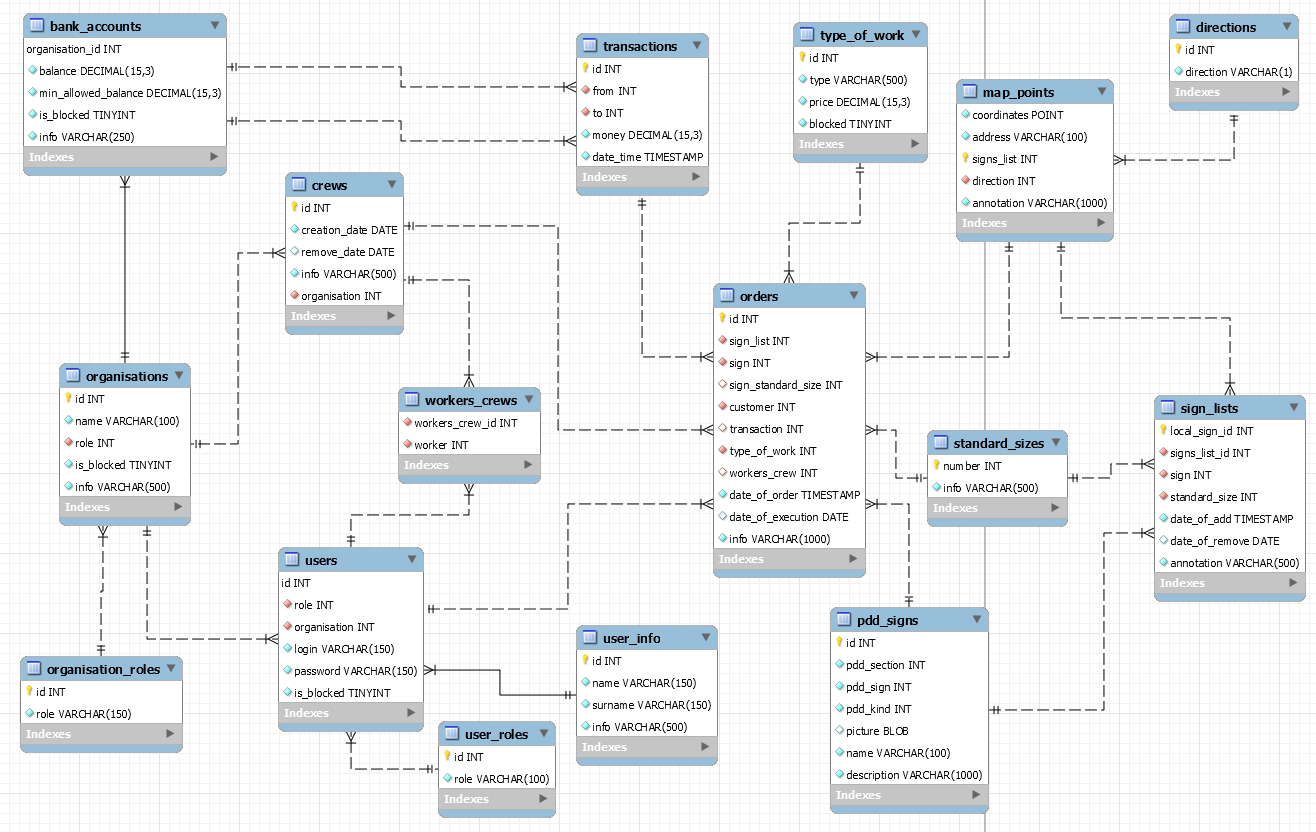 bank_accounts
organisation_id INT
balance DECIMAL(15,3)
min_allowed_balance DECIMAL(15,3)
is_blocked TINYINT
info VARCHAR(250)
Indexes
transactions
id INT
from INT
to INT
money DECIMAL(15,3)
date_time TIMESTAMP
Indexes
type_of_work
id INT
type VARCHAR(500)
price DECIMAL(15,3)
blocked TINYINT
Indexes
directions
id INT
direction VARCHAR(1)
Indexes
map_points
coordinates POINT
address VARCHAR(100)
signs_list INT
direction INT
annotation VARCHAR(1000)
Indexes
crews
id INT
creation_date DATE
remove_date DATE
info VARCHAR(500)
organisation INT
Indexes
orders
id INT
sign_list INT
sign INT
sign_standard_size INT
customer INT
transaction INT
type_of_work INT
workers_crew INT
date_of_order TIMESTAMP
date_of_execution DATE
info VARCHAR(1000)
Indexes
organisations
id INT
name VARCHAR(100)
role INT
is_blocked TINYINT
info VARCHAR(500)
Indexes
workers_crews
workers_crew_id INT
worker INT
Indexes
standard_sizes
number INT
info VARCHAR(500)
Indexes
sign_lists
local_sign_id INT
signs_list_id INT
sign INT
standard_size INT
date_of_add TIMESTAMP
date_of_remove DATE
annotation VARCHAR(500)
Indexes
users
id INT
role INT
organisation INT
login VARCHAR(150)
password VARCHAR(150)
is_blocked TINYINT
Indexes
user_info
id INT
name VARCHAR(150)
surname VARCHAR(150)
info VARCHAR(500)
Indexes
pdd_signs
id INT
pdd_section INT
pdd_sign INT
pdd_kind INT
picture BLOB
name VARCHAR(100)
description VARCHAR(1000)
Indexes
organisation_roles
id INT
role VARCHAR(150)
Indexes
user_roles
id INT
role VARCHAR(100)
Indexes